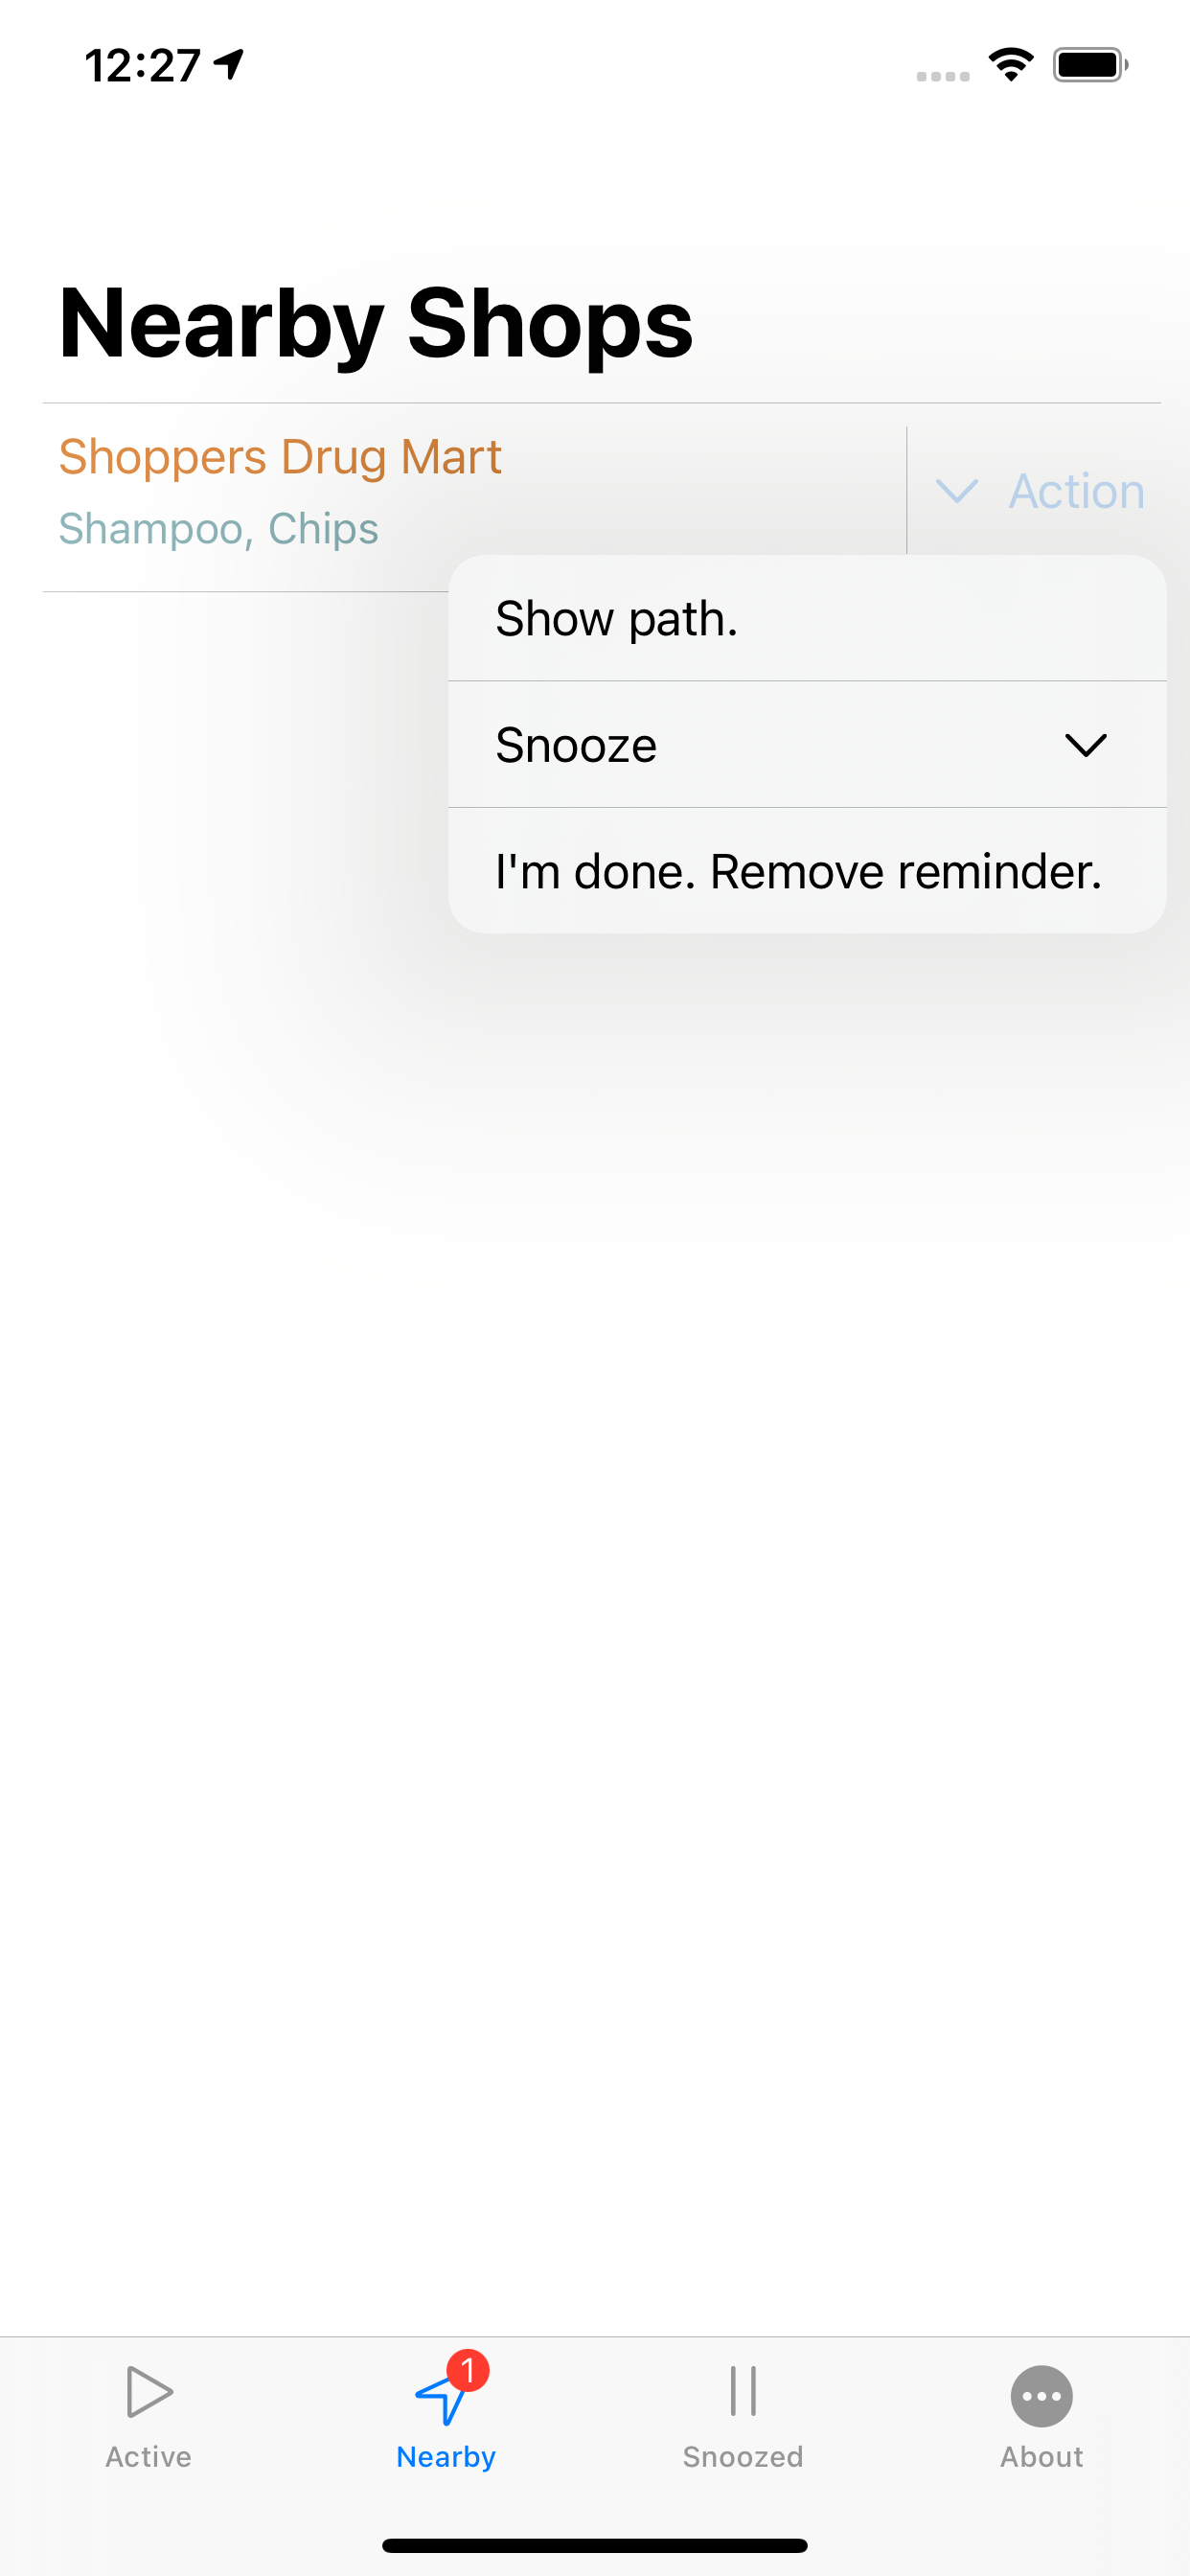 12:27
Nearby Shops
Shoppers Drug Mart
Action
Shampoo, Chips
Show path.
Snooze
I'm done. Remove reminder.
1
Active
Nearby
Snoozed
About